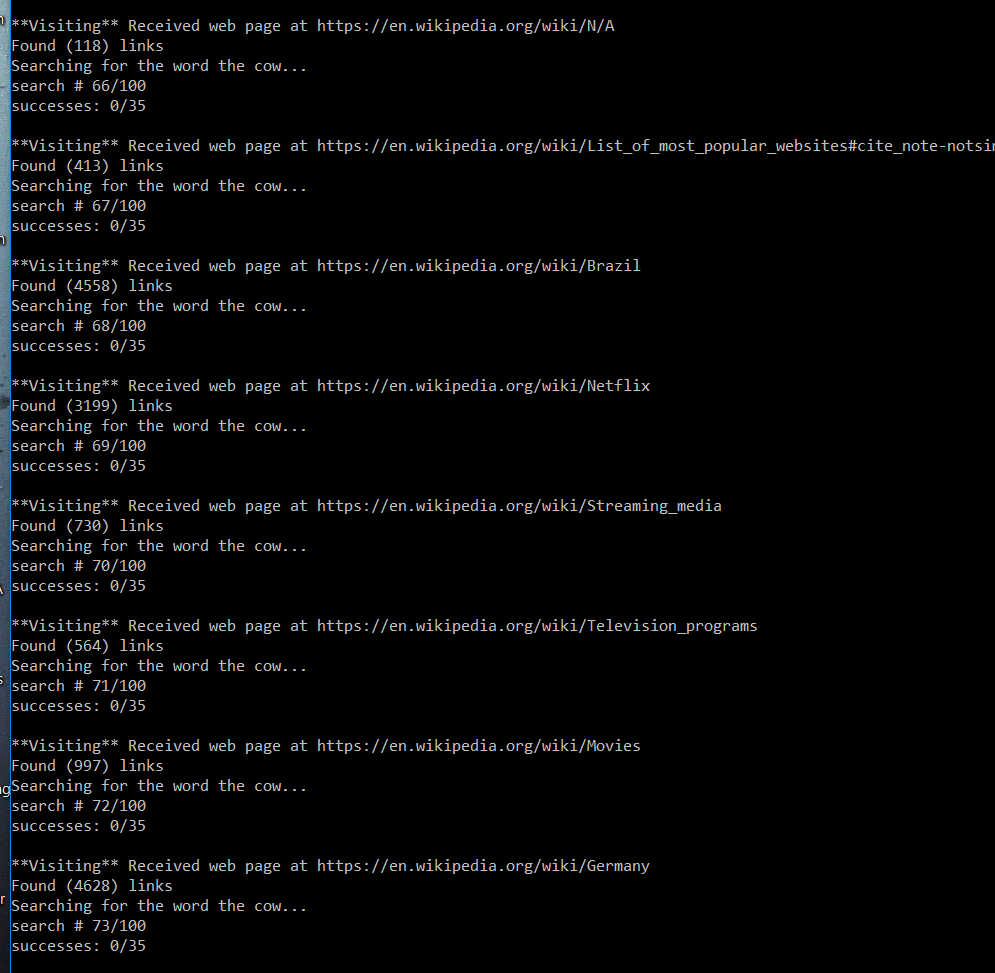 **Visiting** Received web page at https://en.wikipedia.org/wiki/N/A
Found (118) links
Searching for the word the cow...
search # 66/100
successes: 0/35
**Visiting** Received web page at https://en.wikipedia.org/wiki/List_of_most_popular_websites#cite_note-notsin
Found (413) links
Searching for the word the cow...
search # 67/100
successes: 0/35
**Visiting** Received web page at https://en.wikipedia.org/wiki/Brazil
Found (4558) links
Searching for the word the cow...
search # 68/100
successes: 0/35
**Visiting** Received web page at https://en.wikipedia.org/wiki/Netflix
Found (3199) links
Searching for the word the cow...
search # 69/100
successes: 0/35
**Visiting** Received web page at https://en.wikipedia.org/wiki/Streaming_media
Found (730) links
Searching for the word the cow...
search # 70/100
successes: 0/35
**Visiting** Received web page at https://en.wikipedia.org/wiki/Television_programs
Found (564) links
Searching for the word the cow...
search # 71/100
successes: 0/35
**Visiting** Received web page at https://en.wikipedia.org/wiki/Movies
Found (997) links
Searching for the word the cow...
search # 72/100
successes: 0/35
**Visiting** Received web page at https://en.wikipedia.org/wiki/Germany
Found (4628) links
Searching for the word the cow...
search # 73/100
successes: 0/35